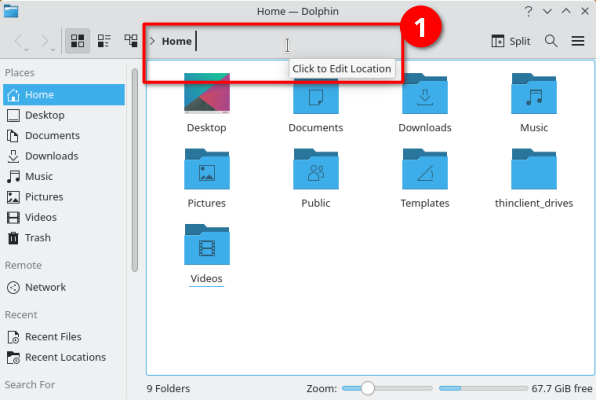 Home — Dolphin
1
Home
Split
Click to Edit Location
Places
Home
Desktop
Documents
Downloads
Music
Pictures
Videos
Trash
Remote
Network
Recent
Recent Files
Recent Locations
Search For
Desktop
Documents
Downloads
Music
Pictures
Public
Templates
thinclient_drives
Videos
9 Folders
Zoom:
67.7 GiB free